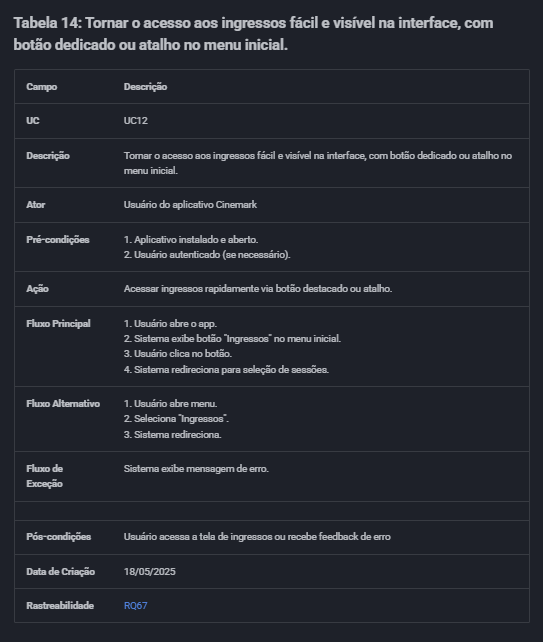 Tabela 14: Tornar o acesso aos ingressos fácil e visível na interface, com
botão dedicado ou atalho no menu inicial.
Campo Descrição
UC UC12
Descrição Tornar o acesso aos ingressos fácil e visível na interface, com botão dedicado ou atalho no
menu inicial.
Ator Usuário do aplicativo Cinemark
Pré-condições 1. Aplicativo instalado e aberto.
2. Usuário autenticado (se necessário).
Ação Acessar ingressos rapidamente via botão destacado ou atalho.
Fluxo Principal 1. Usuário abre o app.
2. Sistema exibe botão "Ingressos" no menu inicial.
3. Usuário clica no botão.
4. Sistema redireciona para seleção de sessões.
Fluxo Alternativo 1. Usuário abre menu.
2. Seleciona "Ingressos".
3. Sistema redireciona.
Fluxo de Sistema exibe mensagem de erro.
Exceção
Pós-condições Usuário acessa a tela de ingressos ou recebe feedback de erro
Data de Criação 18/05/2025
Rastreabilidade RQ67